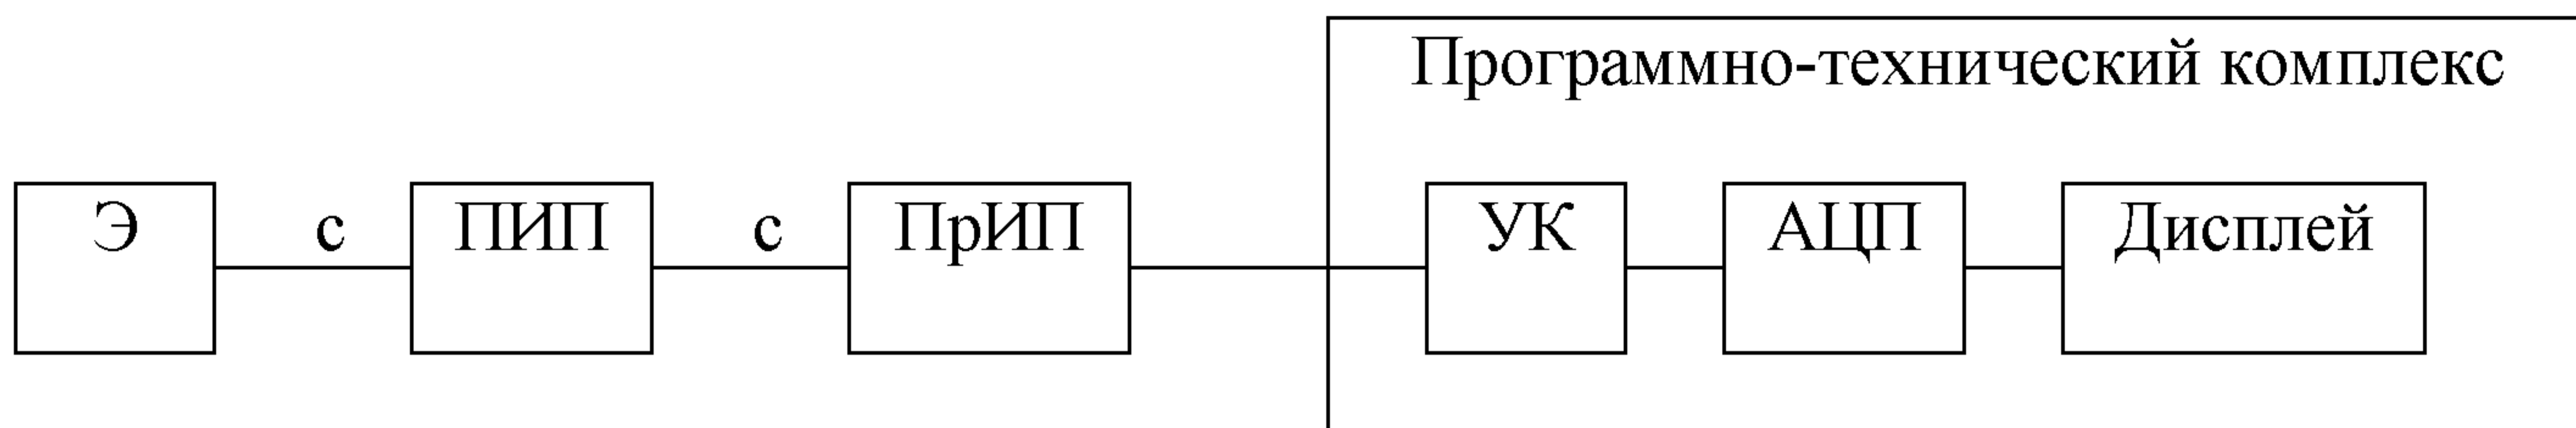 Программно-технический комплекс
Э с ПИП с ПрИП УК АЦП Дисплей